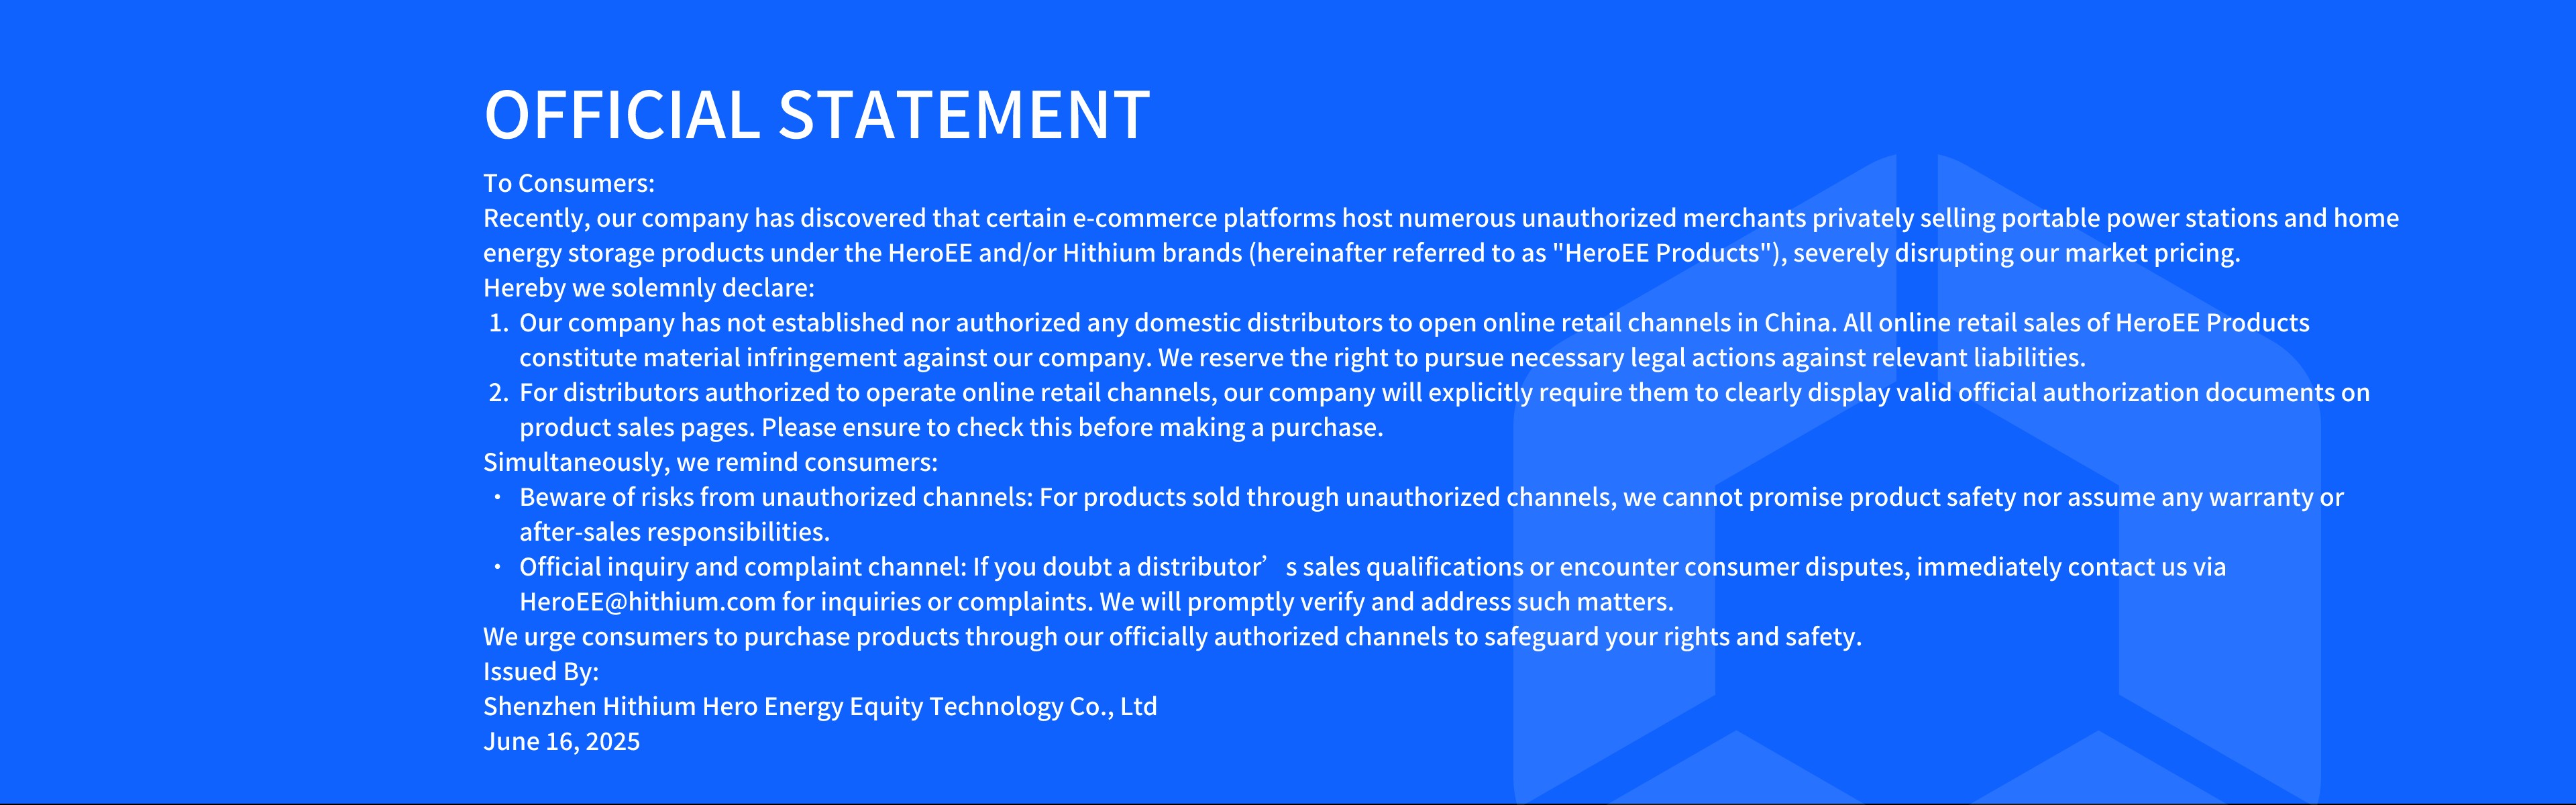 OFFICIAL STATEMENT
To Consumers:
Recently, our company has discovered that certain e-commerce platforms host numerous unauthorized merchants privately selling portable power stations and home
energy storage products under the HeroEE and/or Hithium brands (hereinafter referred to as "HeroEE Products"), severely disrupting our market pricing.
Hereby we solemnly declare:
1. Our company has not established nor authorized any domestic distributors to open online retail channels in China. All online retail sales of HeroEE Products
constitute material infringement against our company. We reserve the right to pursue necessary legal actions against relevant liabilities.
2. For distributors authorized to operate online retail channels, our company will explicitly require them to clearly display valid official authorization documents on
product sales pages. Please ensure to check this before making a purchase.
Simultaneously, we remind consumers:
• Beware of risks from unauthorized channels: For products sold through unauthorized channels, we cannot promise product safety nor assume any warranty or
after-sales responsibilities.
• Official inquiry and complaint channel: If you doubt a distributor’s sales qualifications or encounter consumer disputes, immediately contact us via
HeroEE@hithium.com for inquiries or complaints. We will promptly verify and address such matters.
We urge consumers to purchase products through our officially authorized channels to safeguard your rights and safety.
Issued By:
Shenzhen Hithium Hero Energy Equity Technology Co., Ltd
June 16, 2025